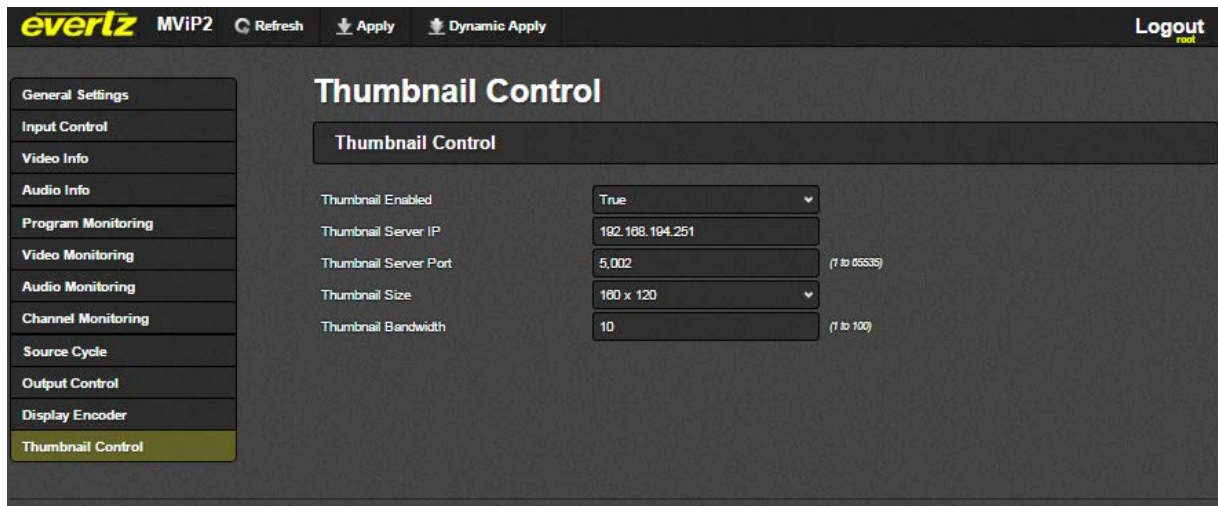 evertz MViP2 Refresh Apply Dynamic Apply Logout
root
General Settings
Input Control
Video Info
Audio Info
Program Monitoring
Video Monitoring
Audio Monitoring
Channel Monitoring
Source Cycle
Output Control
Display Encoder
Thumbnail Control
Thumbnail Control
Thumbnail Control
Thumbnail Enabled True
Thumbnail Server IP 192.168.194.251
Thumbnail Server Port 5,002 (1 to 65535)
Thumbnail Size 160 x 120
Thumbnail Bandwidth 10 (1 to 100)